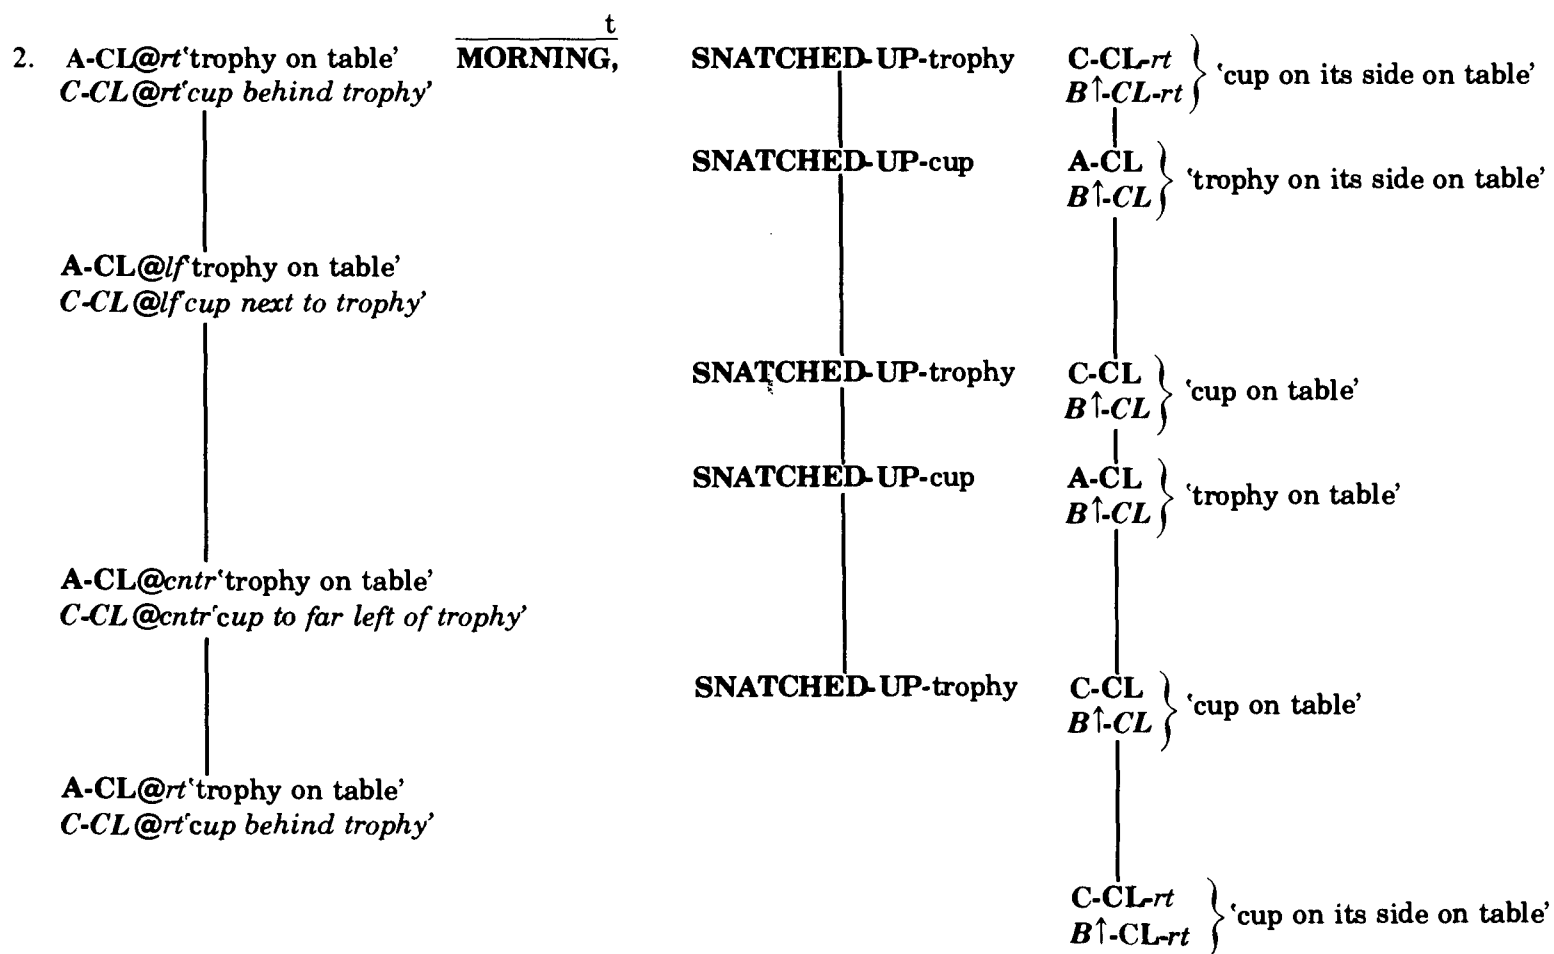 t
2. A-CL@rt‘trophy on table’ MORNING, SNATCHED-UP-trophy C-CL-rt
C-CL@rt‘cup behind trophy’ B↑-CL-rt } ‘cup on its side on table’
SNATCHED-UP-cup A-CL
B↑-CL } ‘trophy on its side on table’
A-CL@lf‘trophy on table’
C-CL@lf‘cup next to trophy’
SNATCHED-UP-trophy C-CL
B↑-CL } ‘cup on table’
SNATCHED-UP-cup A-CL
B↑-CL } ‘trophy on table’
A-CL@cntr‘trophy on table’
C-CL@cntr‘cup to far left of trophy’
SNATCHED-UP-trophy C-CL
B↑-CL } ‘cup on table’
A-CL@rt‘trophy on table’
C-CL@rt‘cup behind trophy’
C-CL-rt
B↑-CL-rt } ‘cup on its side on table’